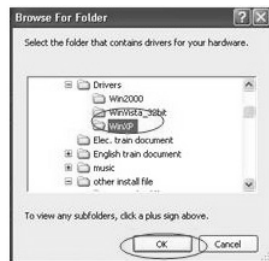 Browse For Folder
Select the folder that contains drivers for your hardware.
Drivers
Win2000
WinVista_32bit
WinXP
Elec. train document
English train document
music
other install file
To view any subfolders, click a plus sign above.
OK Cancel